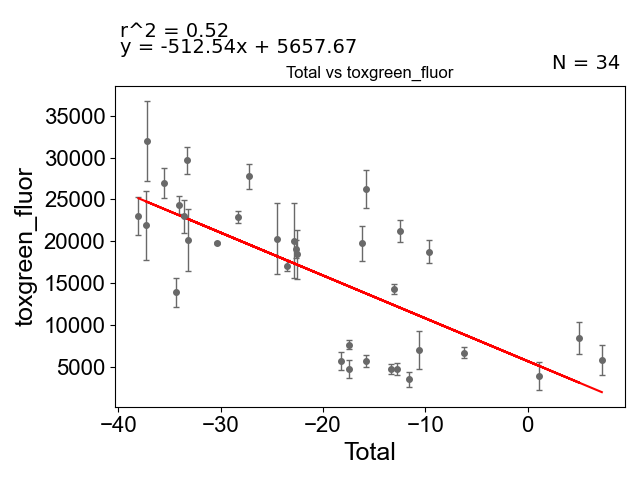 r^2 = 0.52
y = -512.54x + 5657.67
N = 34
Total vs toxgreen_fluor
35000
30000
25000
20000
15000
10000
5000
toxgreen_fluor
−40
−30
−20
−10
0
Total